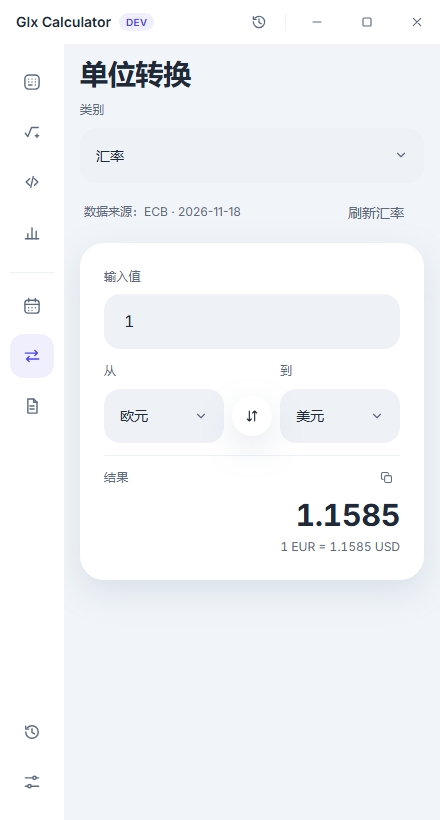 Glx Calculator DEV
单位转换
类别
汇率
数据来源：ECB · 2026-11-18 刷新汇率
输入值
1
从 到
欧元 美元
结果
1.1585
1 EUR = 1.1585 USD